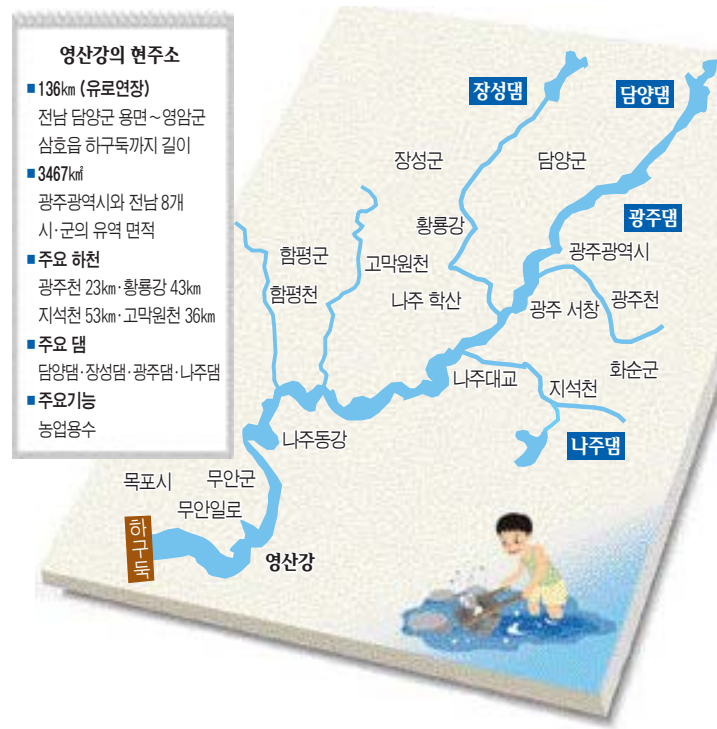 영산강의 현주소
■ 136㎞ (유로연장)
전남 담양군 용면~영암군
삼호읍 하구둑까지 길이
■ 3467㎢
광주광역시와 전남 8개
시·군의 유역 면적
■ 주요 하천
광주천 23㎞·황룡강 43㎞
지석천 53㎞·고막원천 36㎞
■ 주요 댐
담양댐·장성댐·광주댐·나주댐
■ 주요기능
농업용수
장성댐
담양댐
장성군
담양군
광주댐
황룡강
광주광역시
함평군
고막원천
함평천
나주 학산
광주 서창
광주천
나주대교
지석천
화순군
나주동강
나주댐
목포시
무안군
무안일로
하구둑
영산강